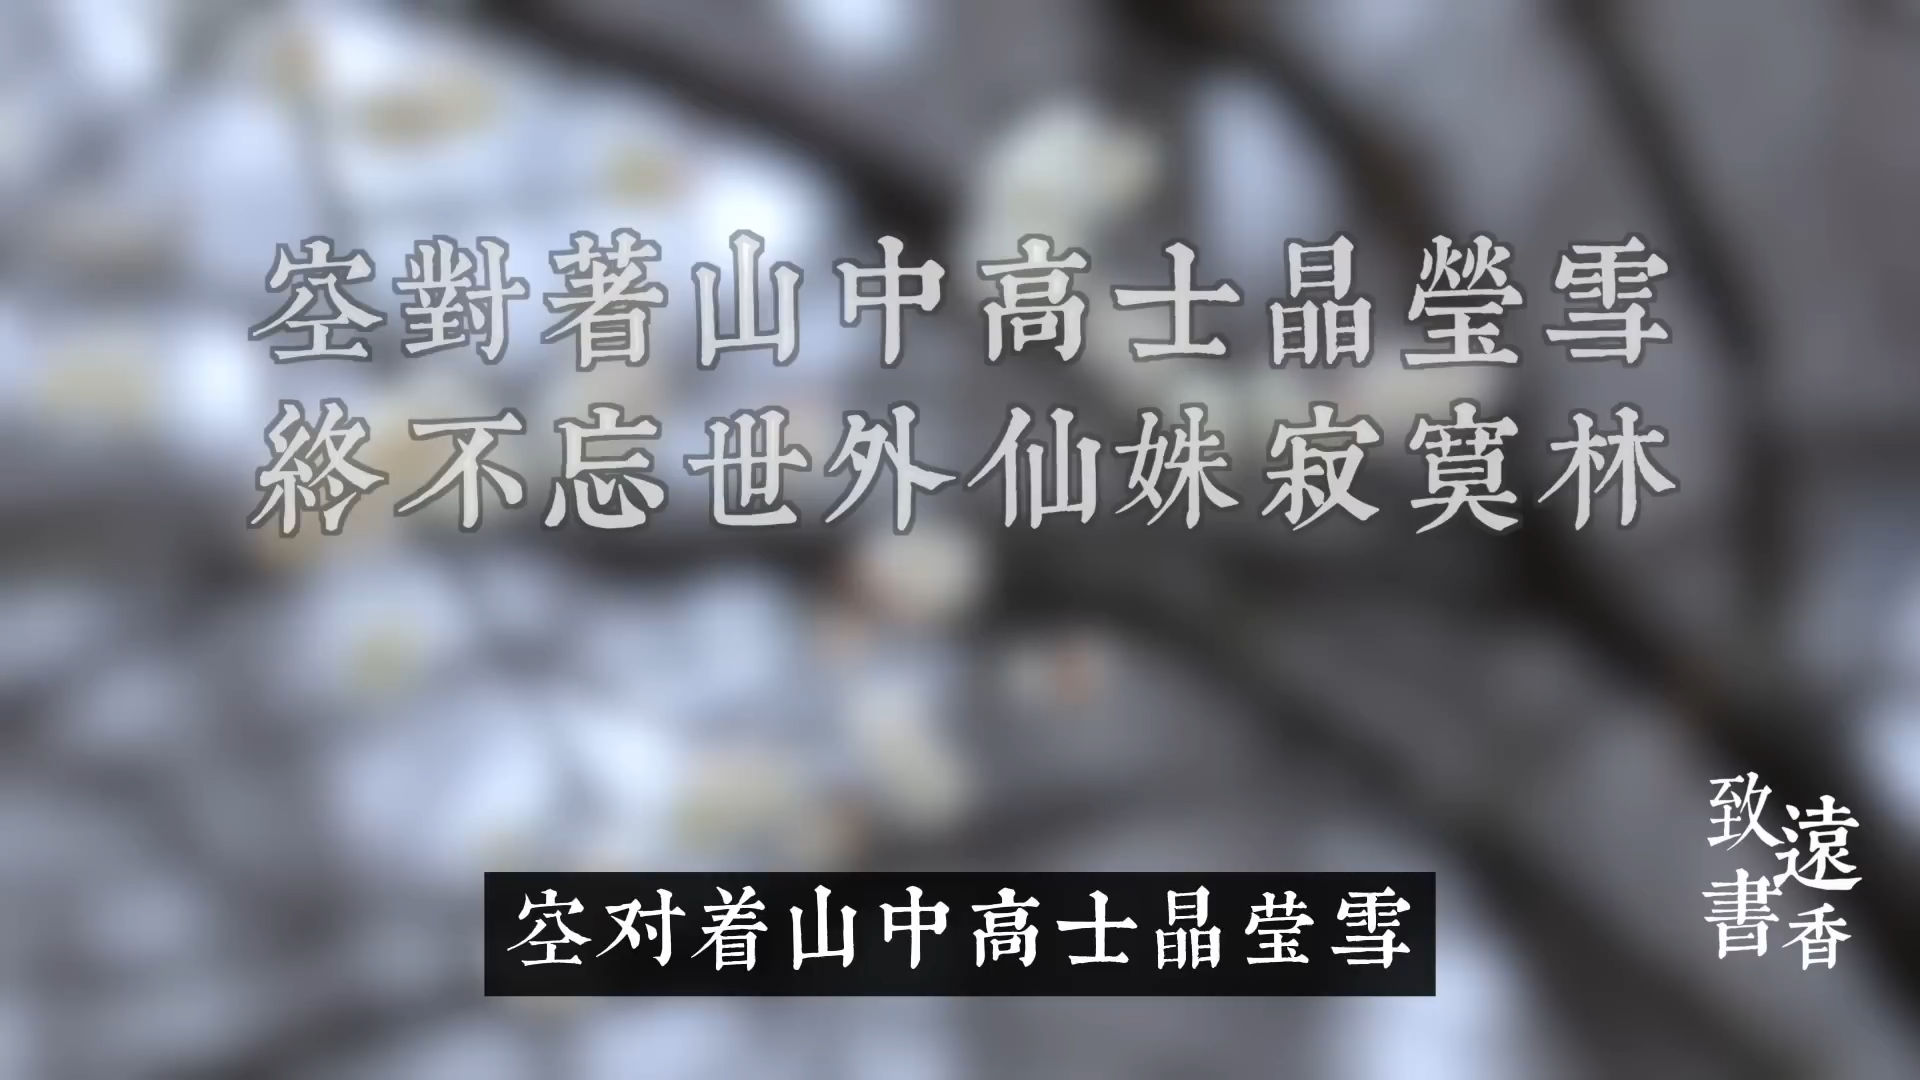 空對著山中高士晶瑩雪
終不忘世外仙姝寂寞林
致遠書香
空对着山中高士晶莹雪